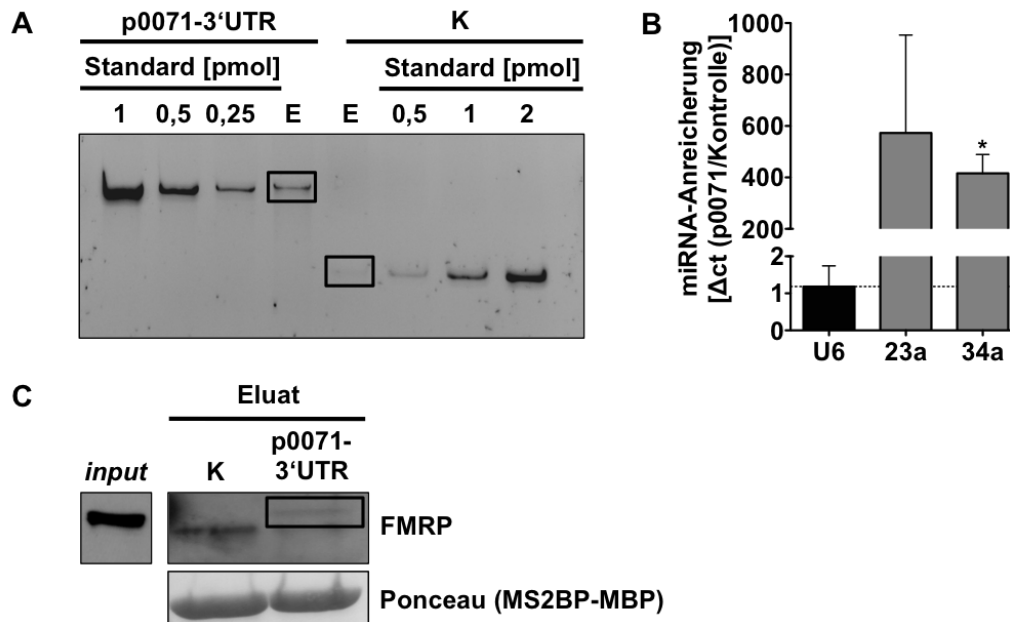 A
p0071-3‘UTR
K
Standard [pmol]
Standard [pmol]
1 0,5 0,25 E E 0,5 1 2
B
miRNA-Anreicherung
[Δct (p0071/Kontrolle)]
1000
800
600
400
200
2
1
0
*
U6 23a 34a
C
Eluat
input
K
p0071-
3‘UTR
FMRP
Ponceau (MS2BP-MBP)